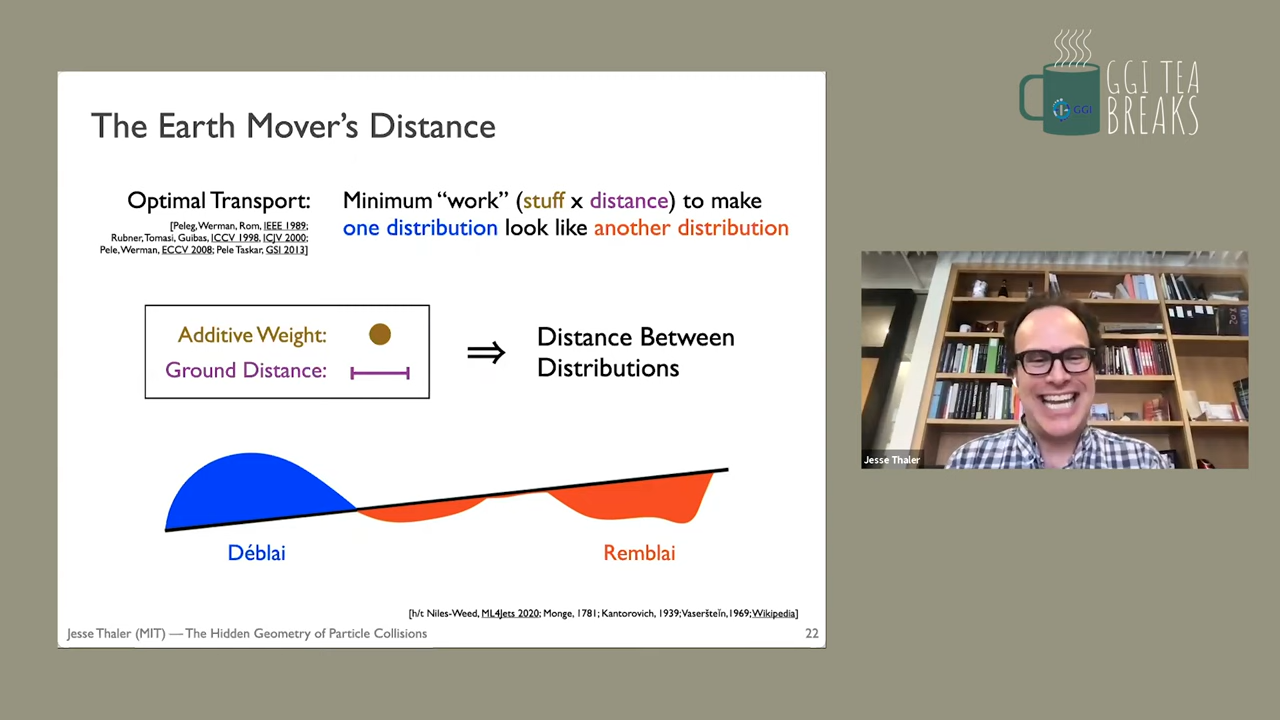 GGI TEA
BREAKS
GGI
The Earth Mover's Distance
Optimal Transport:
[Peleg, Werman, Rom, IEEE 1989;
Rubner, Tomasi, Guibas, ICCV 1998, ICJV 2000;
Pele, Werman, ECCV 2008; Pele Taskar, GSI 2013]
Minimum “work” (stuff x distance) to make
one distribution look like another distribution
Additive Weight:
Ground Distance:
⇒
Distance Between
Distributions
Déblai
Remblai
[h/t Niles-Weed, ML4Jets 2020; Monge, 1781; Kantorovich, 1939; Vaseršteĭn, 1969; Wikipedia]
Jesse Thaler (MIT) — The Hidden Geometry of Particle Collisions
22
Jesse Thaler